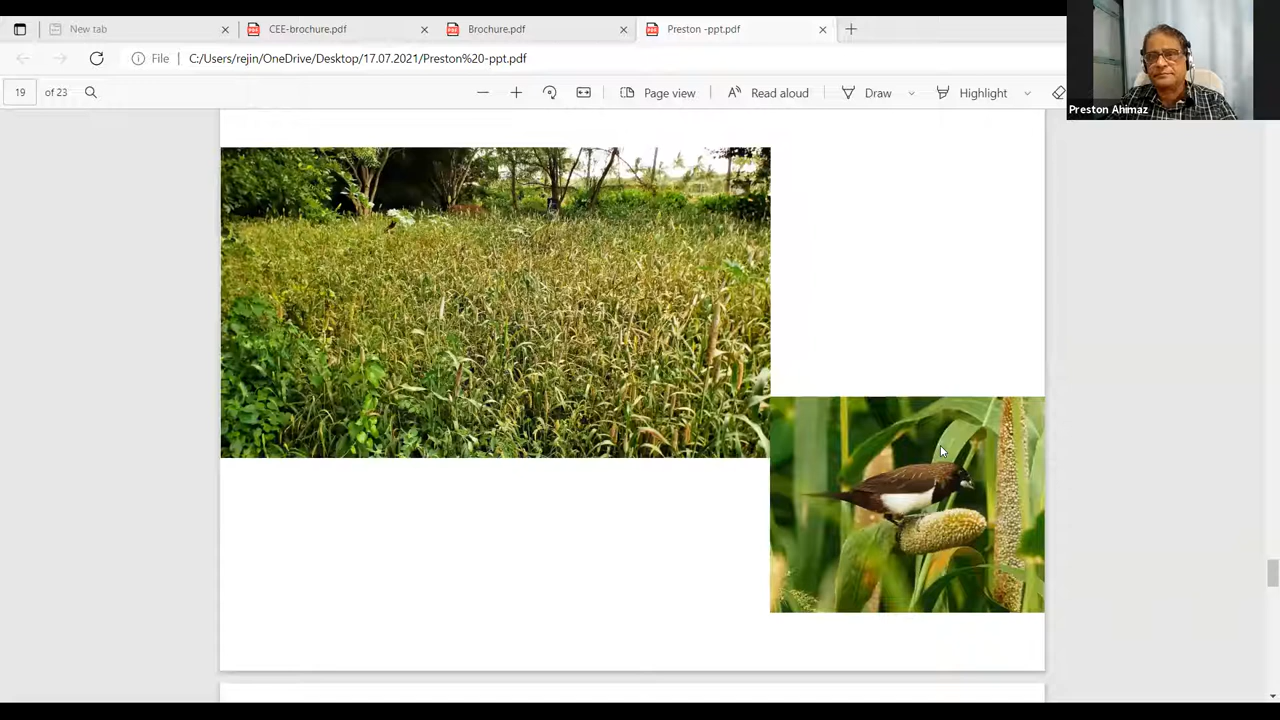 New tab
CEE-brochure.pdf
Brochure.pdf
Preston -ppt.pdf
File
C:/Users/rejin/OneDrive/Desktop/17.07.2021/Preston%20-ppt.pdf
19 of 23
Page view
Read aloud
Draw
Highlight
Preston Ahimaz